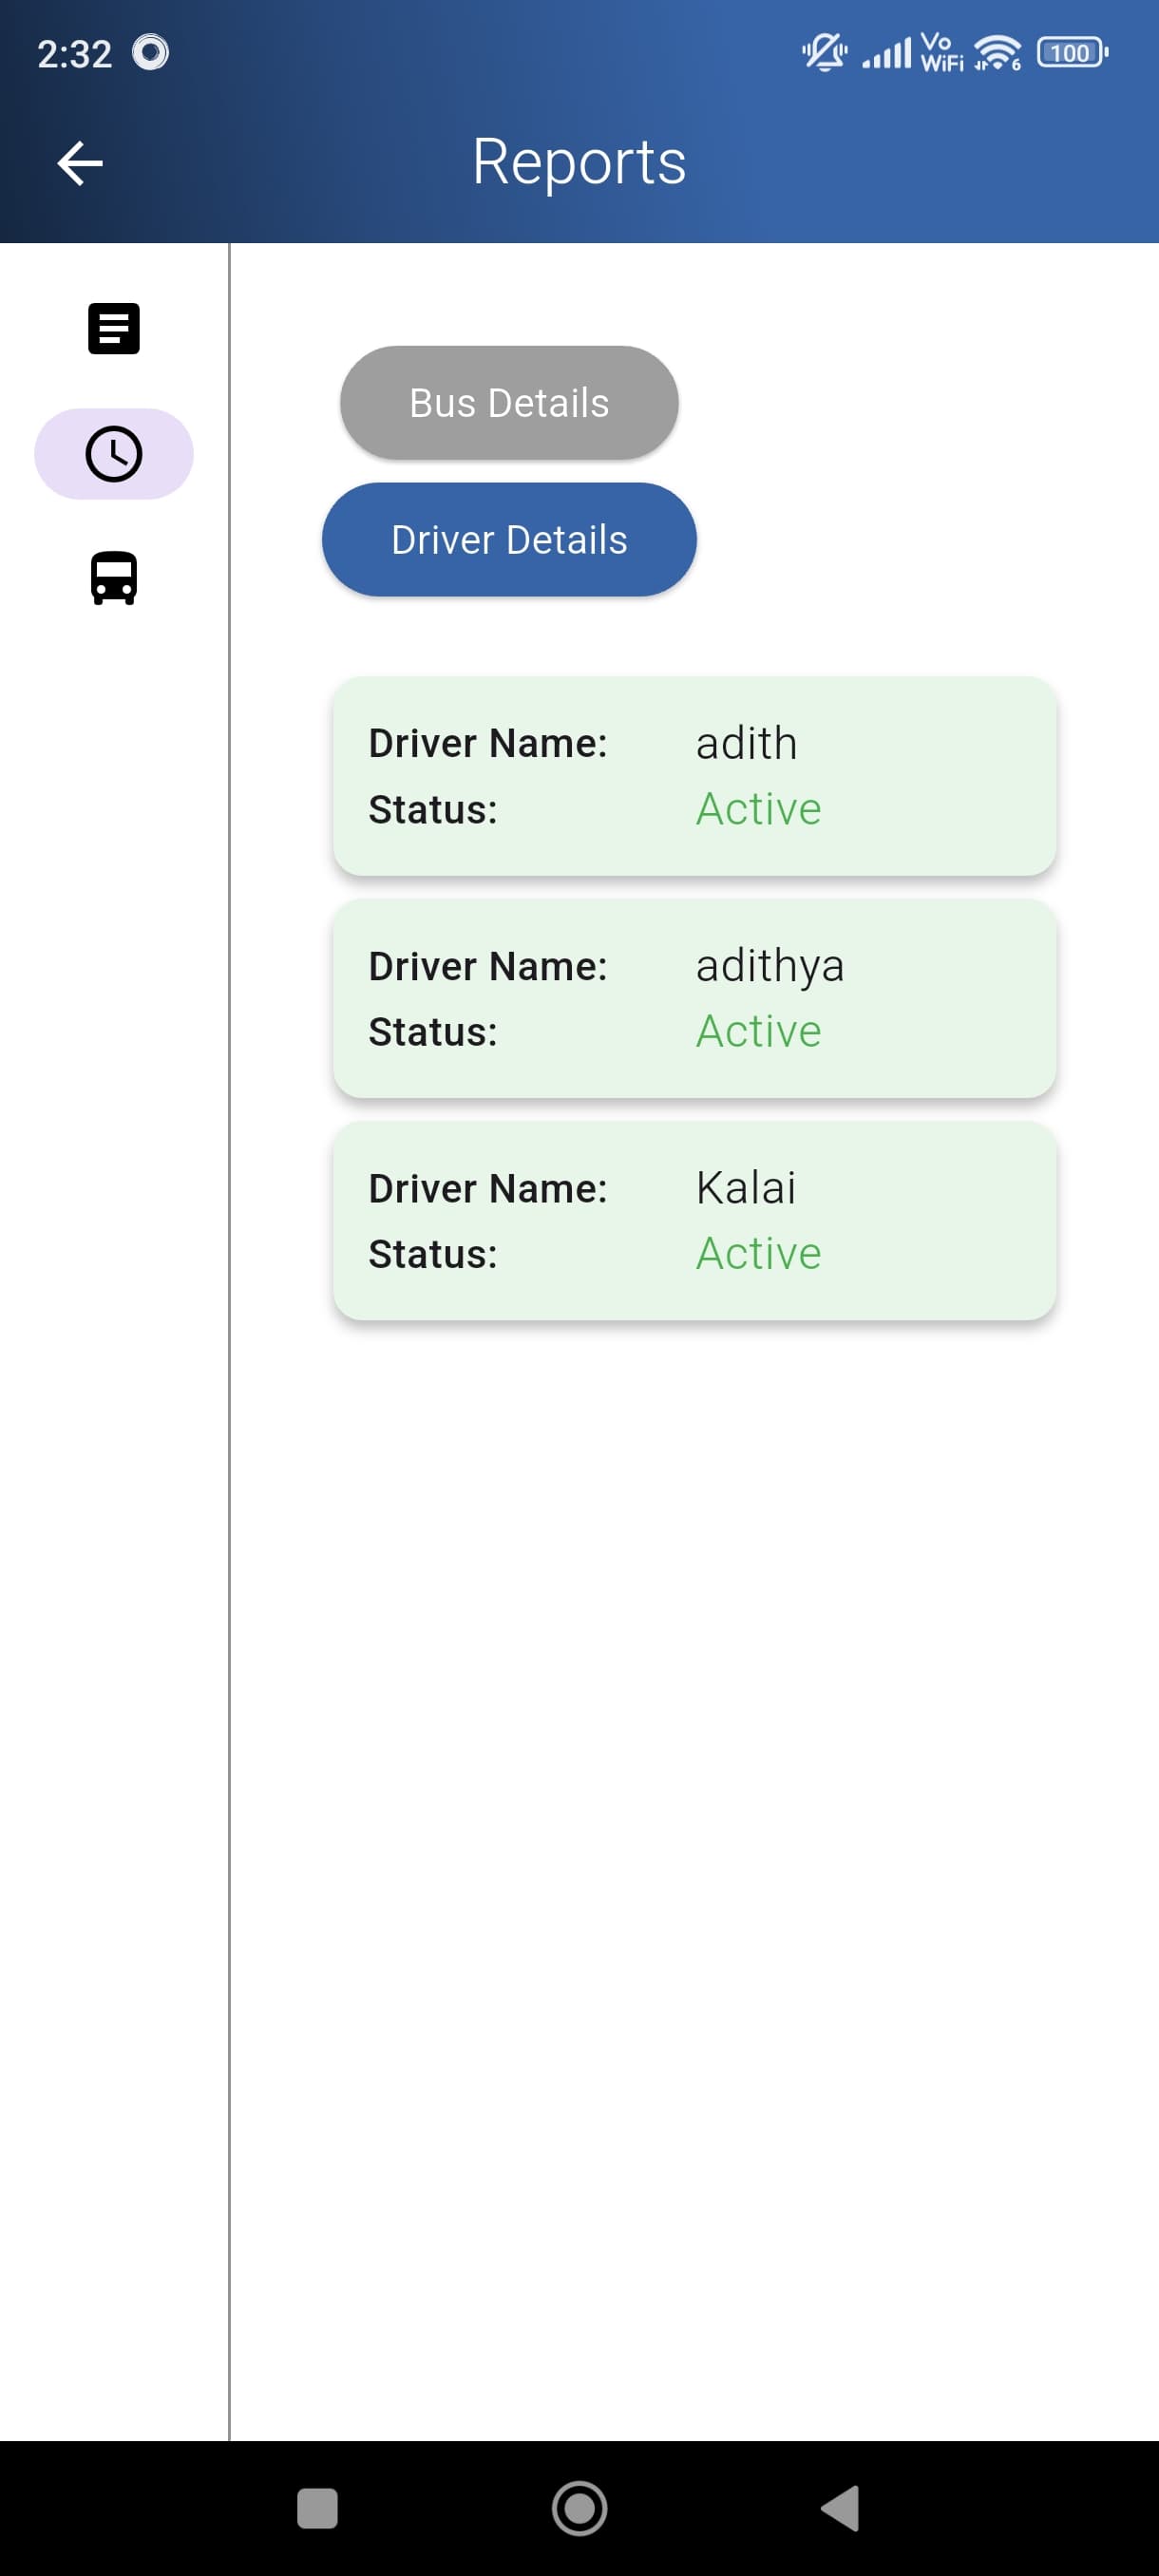 2:32
Vo
WiFi
6
100
Reports
Bus Details
Driver Details
Driver Name: adith
Status: Active
Driver Name: adithya
Status: Active
Driver Name: Kalai
Status: Active